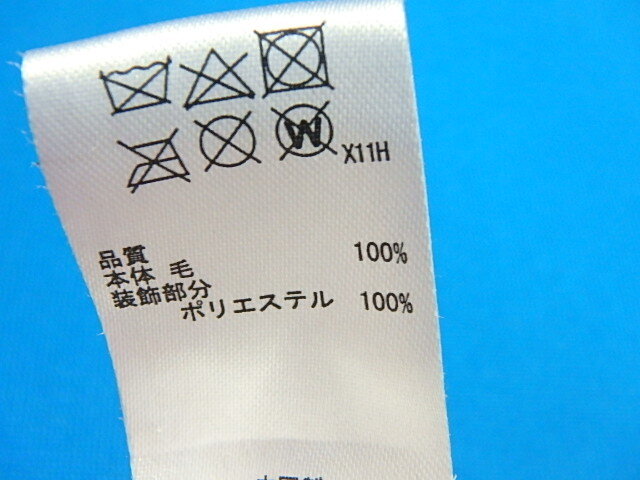 W
X11H
品質
本体 毛 100%
装飾部分
ポリエステル 100%